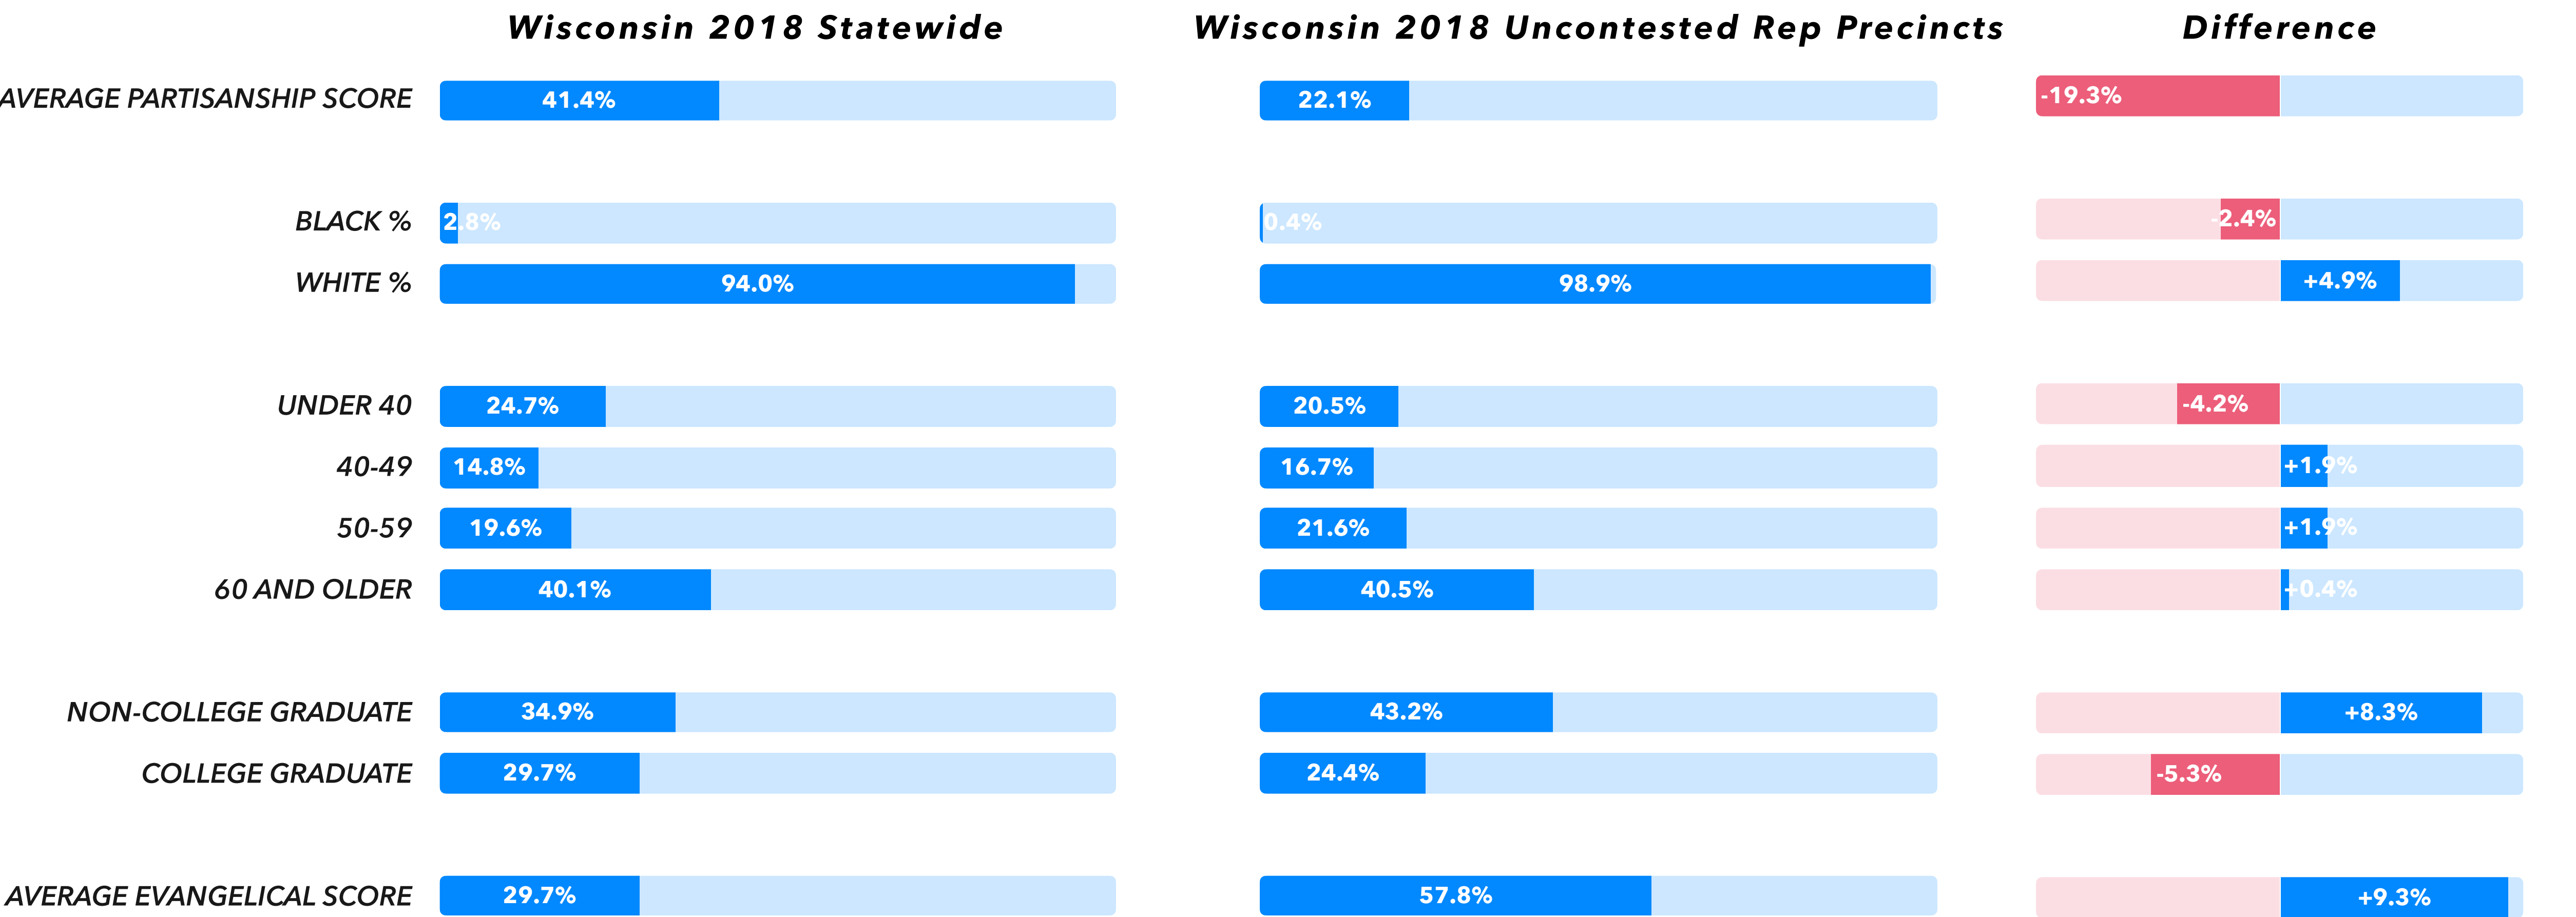 Wisconsin 2018 Statewide Wisconsin 2018 Uncontested Rep Precincts Difference
AVERAGE PARTISANSHIP SCORE 41.4% 22.1% -19.3%
BLACK % 2.8% 0.4% -2.4%
WHITE % 94.0% 98.9% +4.9%
UNDER 40 24.7% 20.5% -4.2%
40-49 14.8% 16.7% +1.9%
50-59 19.6% 21.6% +1.9%
60 AND OLDER 40.1% 40.5% +0.4%
NON-COLLEGE GRADUATE 34.9% 43.2% +8.3%
COLLEGE GRADUATE 29.7% 24.4% -5.3%
AVERAGE EVANGELICAL SCORE 29.7% 57.8% +9.3%